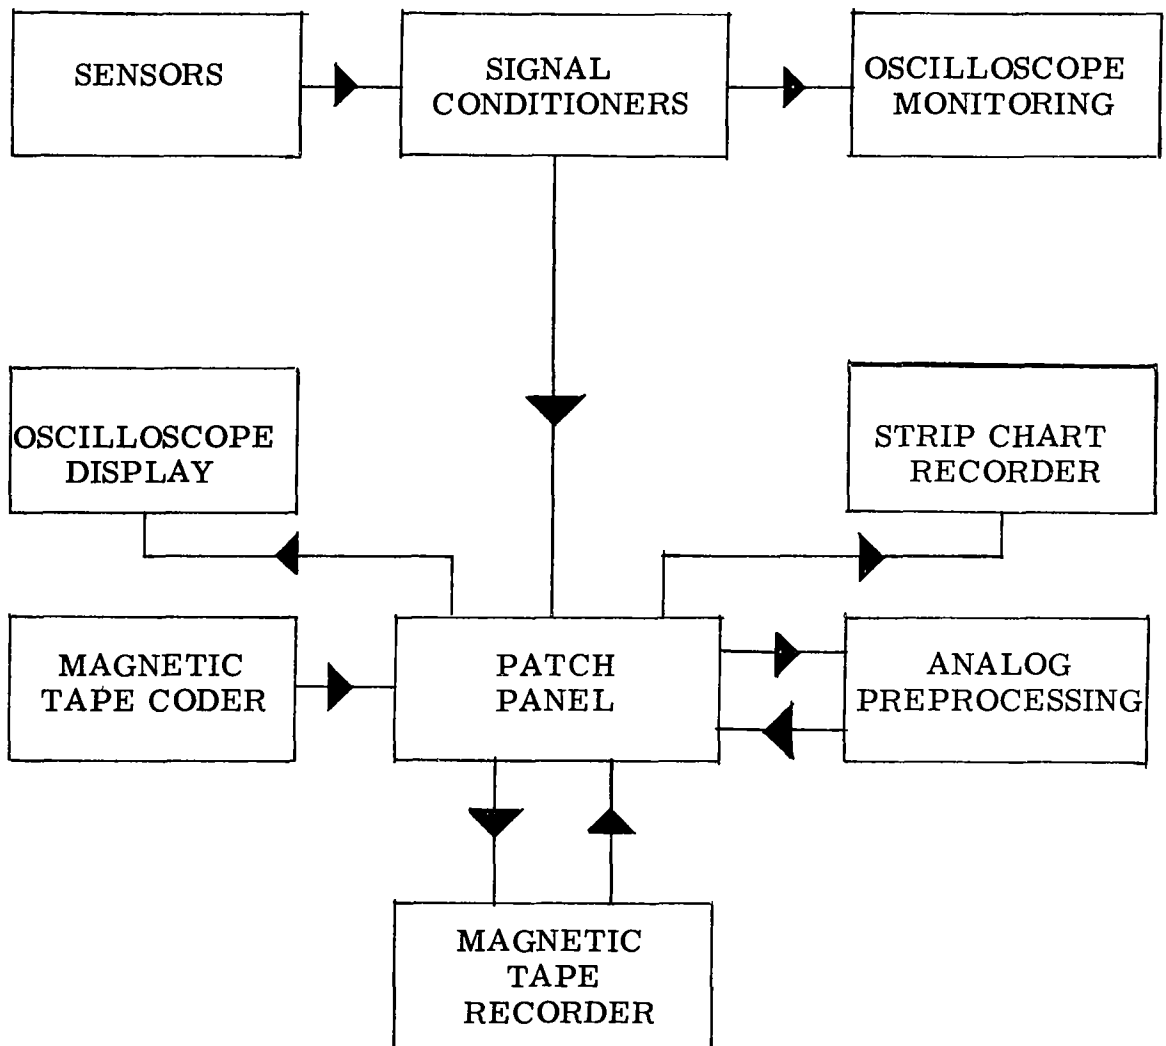 SENSORS
SIGNAL
CONDITIONERS
OSCILLOSCOPE
MONITORING
OSCILLOSCOPE
DISPLAY
STRIP CHART
RECORDER
MAGNETIC
TAPE CODER
PATCH
PANEL
ANALOG
PREPROCESSING
MAGNETIC
TAPE
RECORDER